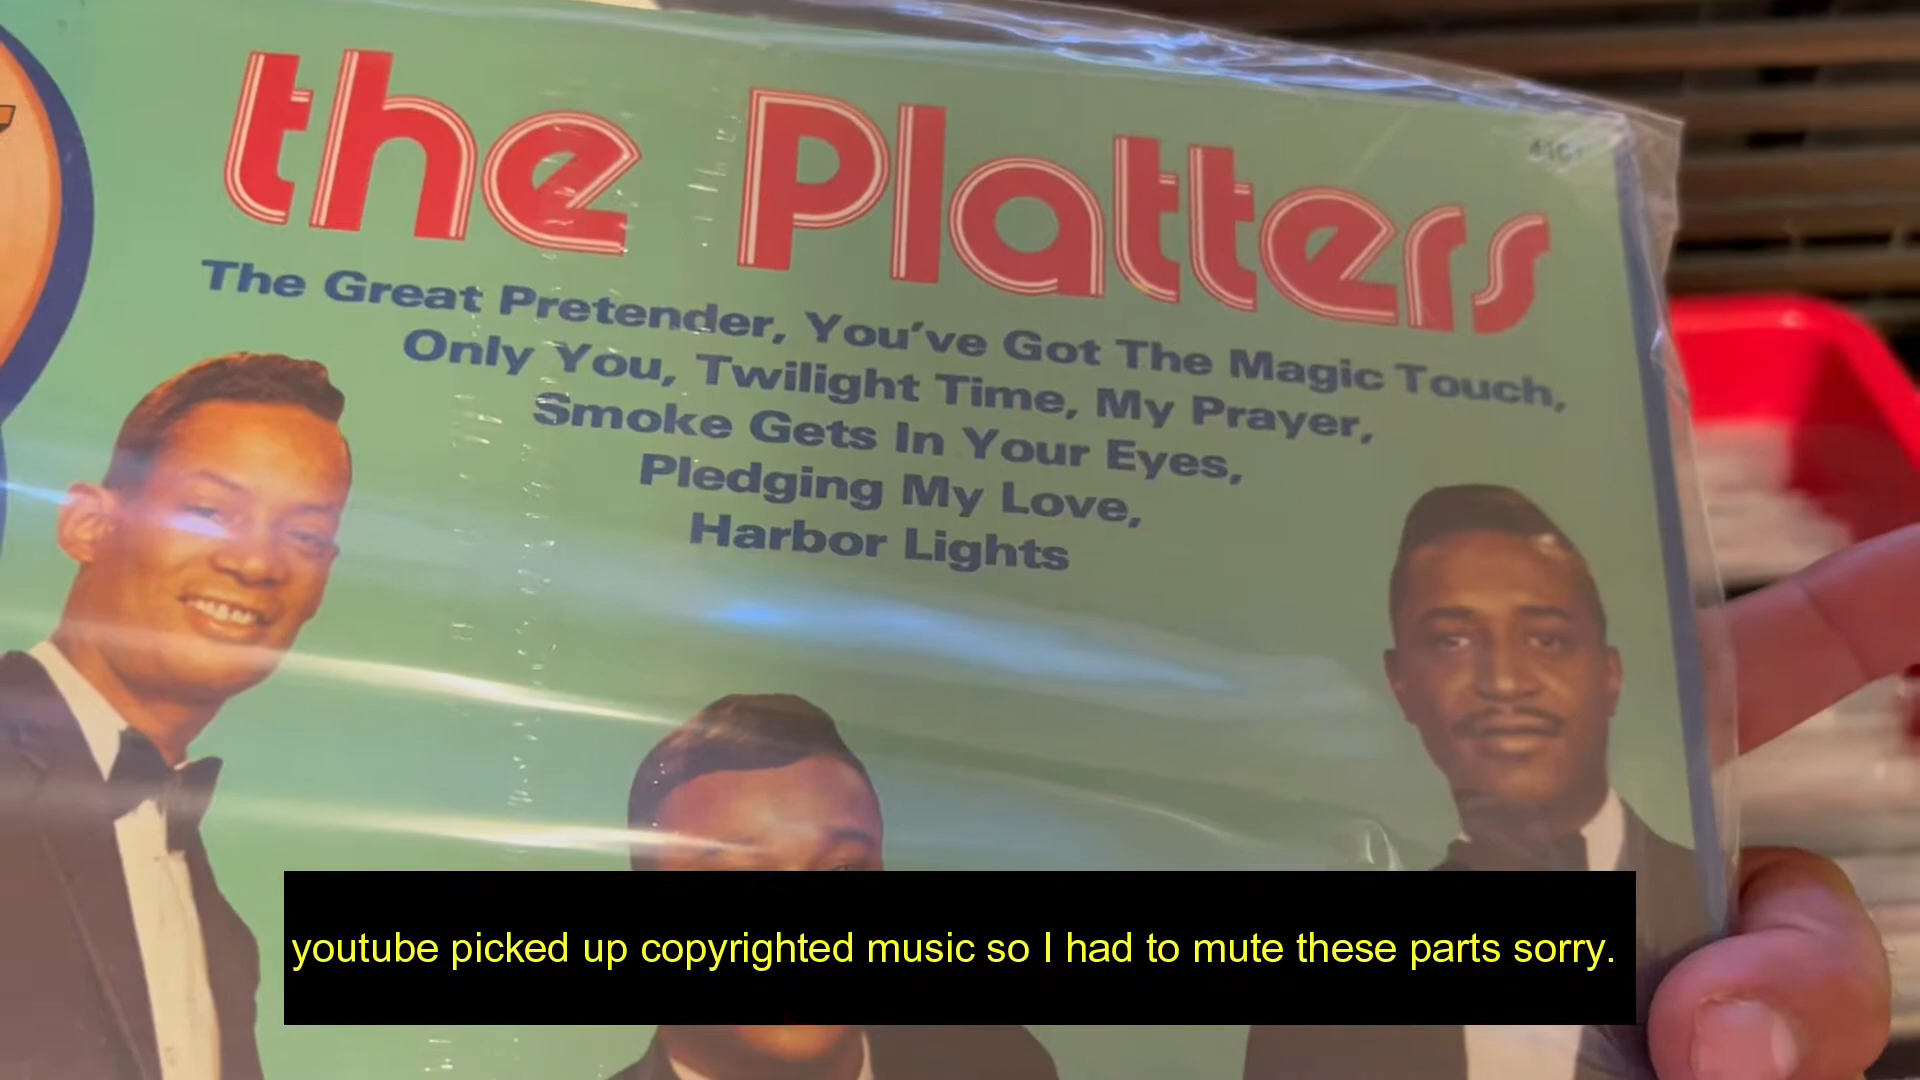 the Platters
The Great Pretender, You've Got The Magic Touch,
Only You, Twilight Time, My Prayer,
Smoke Gets In Your Eyes,
Pledging My Love,
Harbor Lights
youtube picked up copyrighted music so I had to mute these parts sorry.